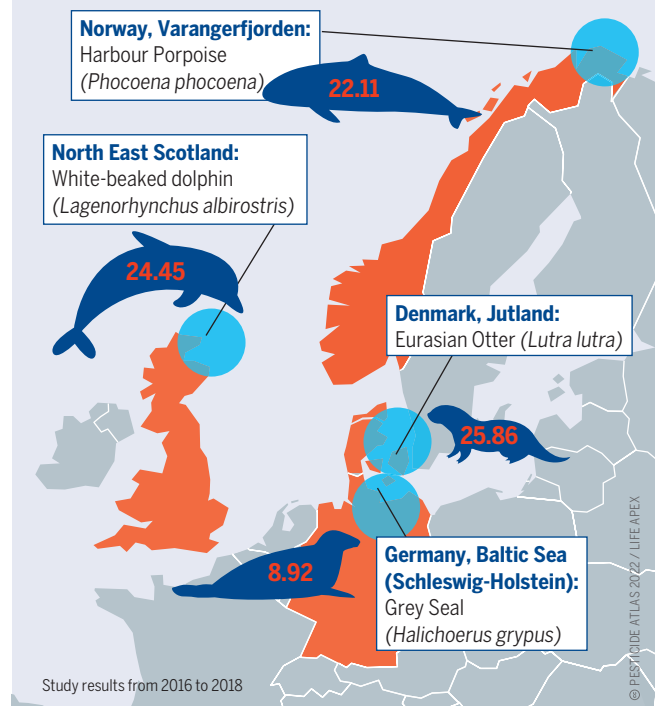 Norway, Varangerfjorden:
Harbour Porpoise
(Phocoena phocoena)
22.11
North East Scotland:
White-beaked dolphin
(Lagenorhynchus albirostris)
24.45
Denmark, Jutland:
Eurasian Otter (Lutra lutra)
25.86
8.92
Germany, Baltic Sea
(Schleswig-Holstein):
Grey Seal
(Halichoerus grypus)
Study results from 2016 to 2018
PESTICIDE ATLAS 2022 / LIFE APEX